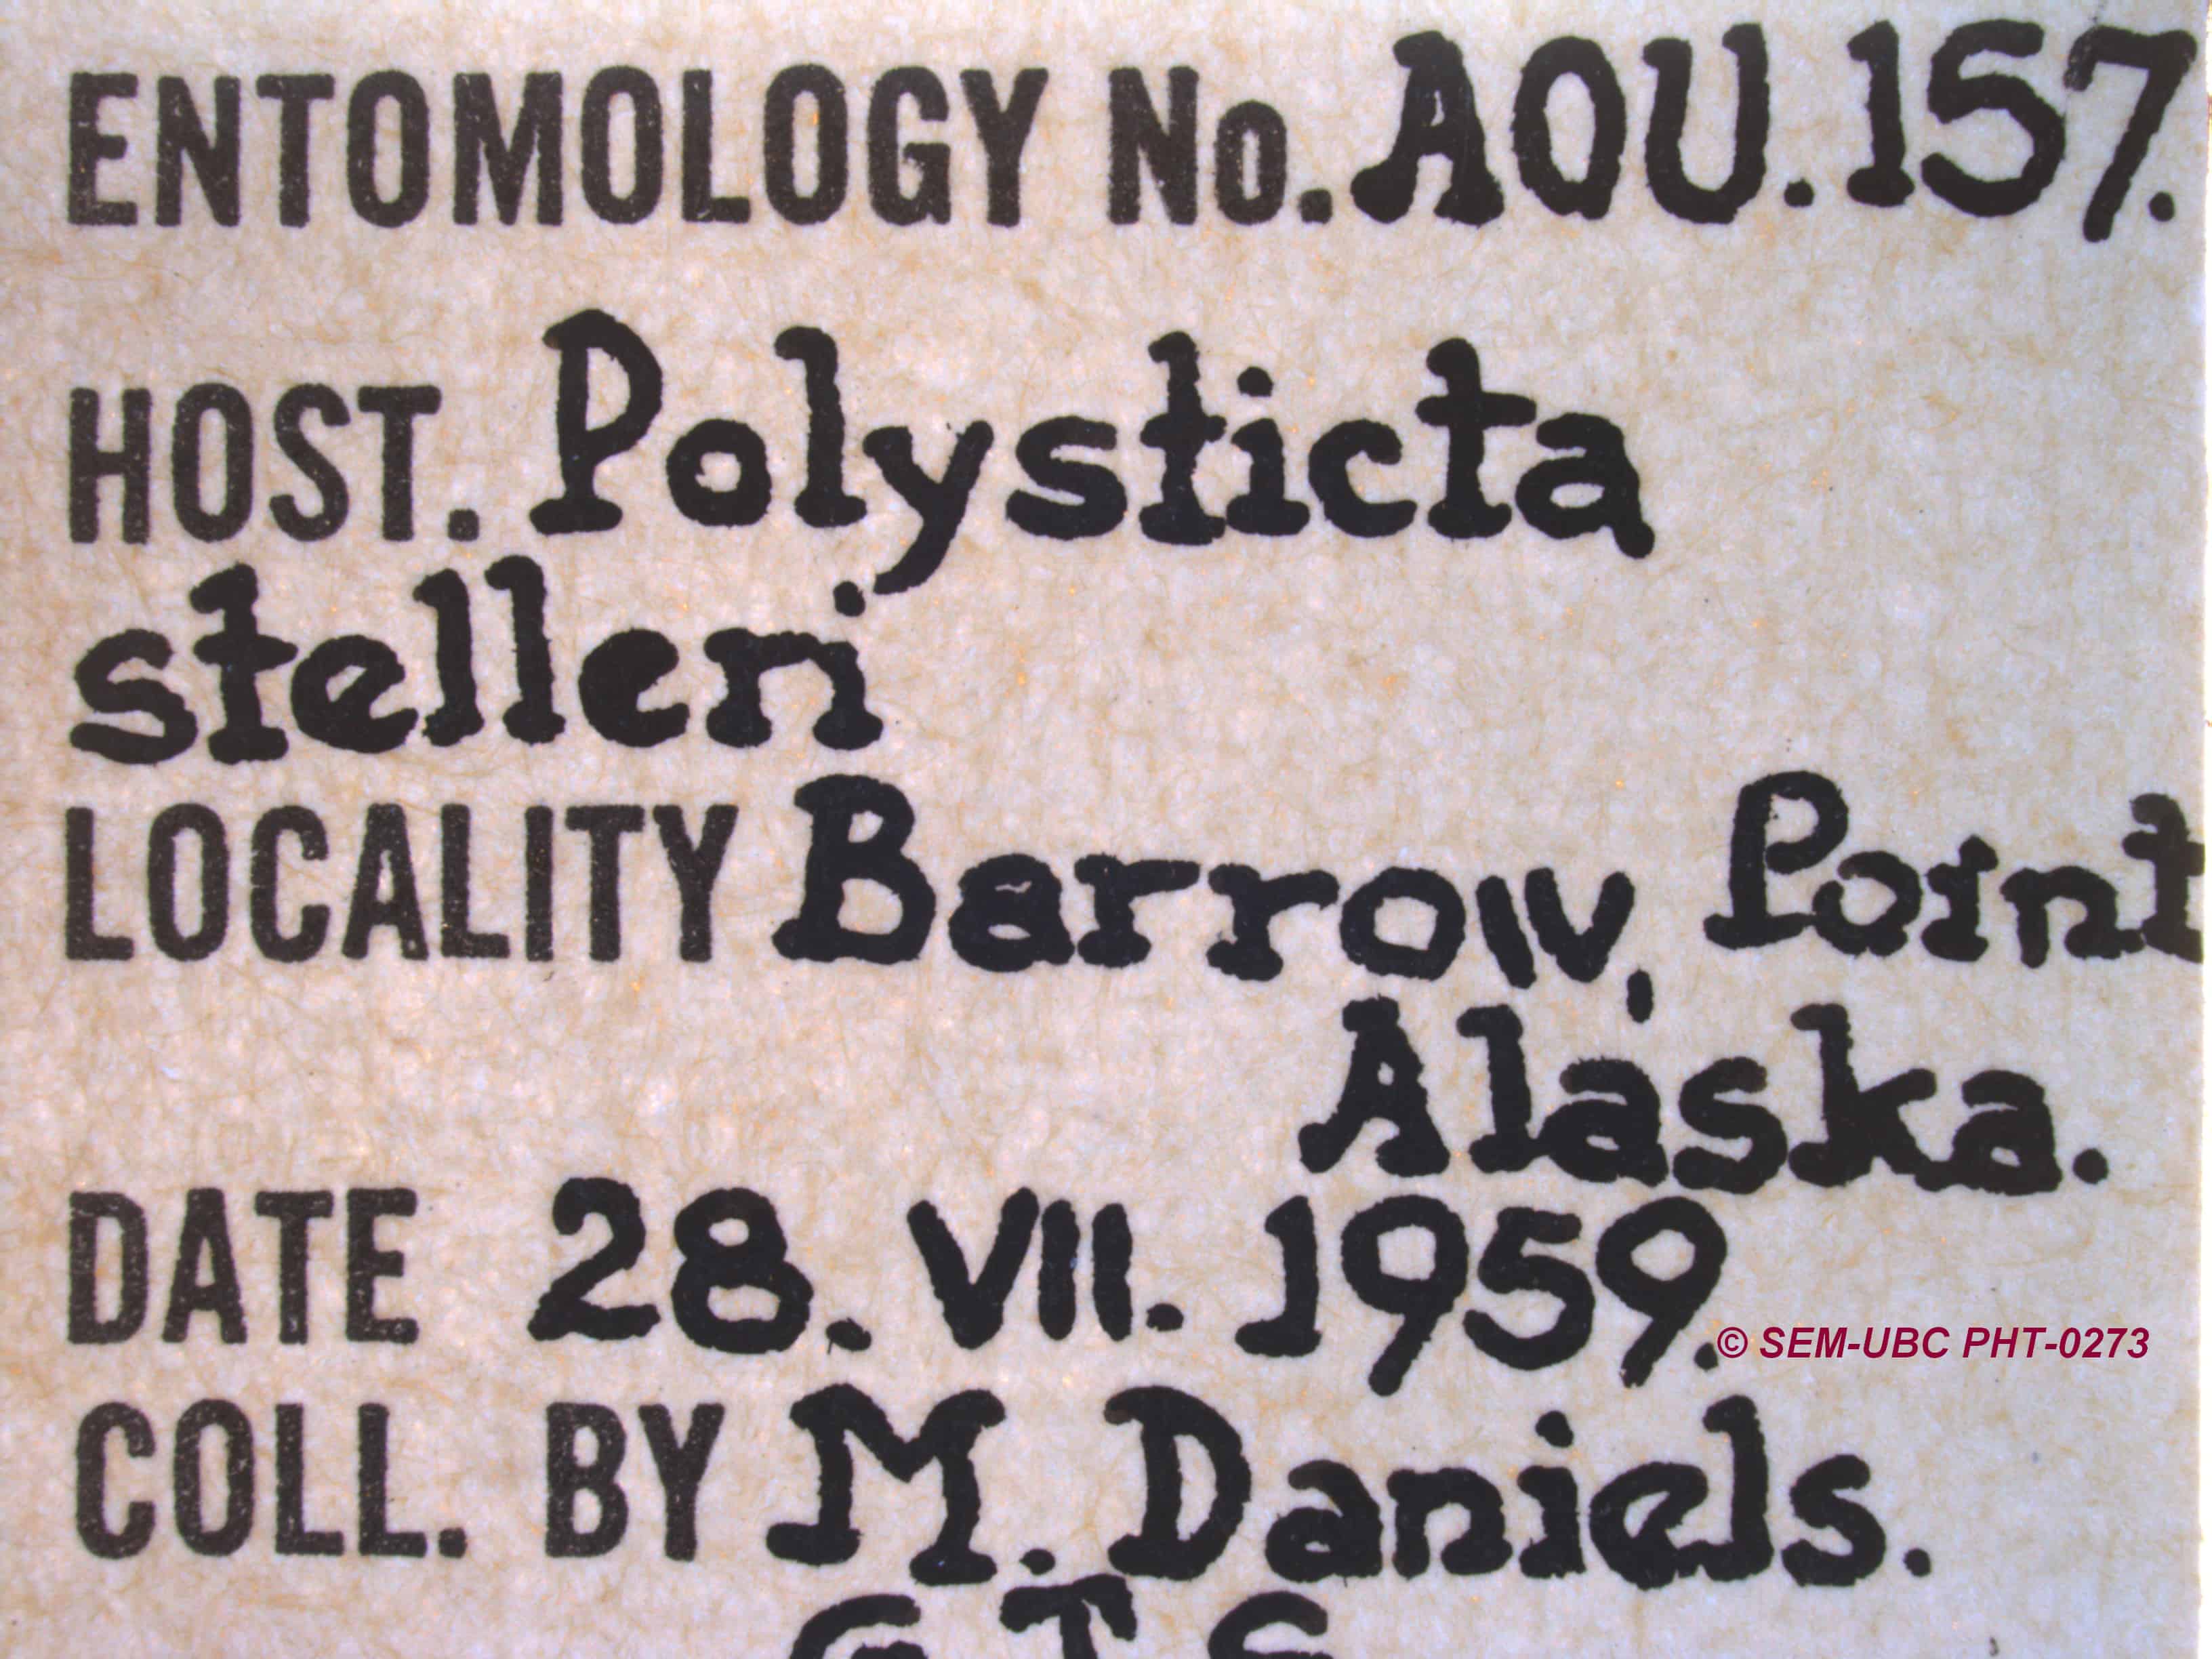 ENTOMOLOGY No. AOU. 157.
HOST. Polysticta
stelleri
LOCALITY Barrow, Point
Alaska.
DATE 28. VII. 1959.
© SEM-UBC PHT-0273
COLL. BY M. Daniels.